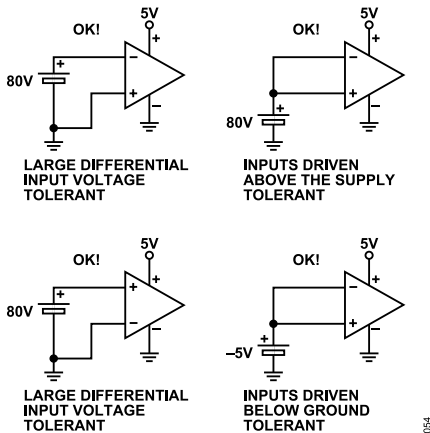 5V
OK!
+
+
−
80V
+
−
LARGE DIFFERENTIAL
INPUT VOLTAGE
TOLERANT
5V
OK!
+
−
+
+
80V
−
INPUTS DRIVEN
ABOVE THE SUPPLY
TOLERANT
5V
OK!
+
+
+
80V
−
−
LARGE DIFFERENTIAL
INPUT VOLTAGE
TOLERANT
5V
OK!
+
−
+
+
−5V
−
INPUTS DRIVEN
BELOW GROUND
TOLERANT
054